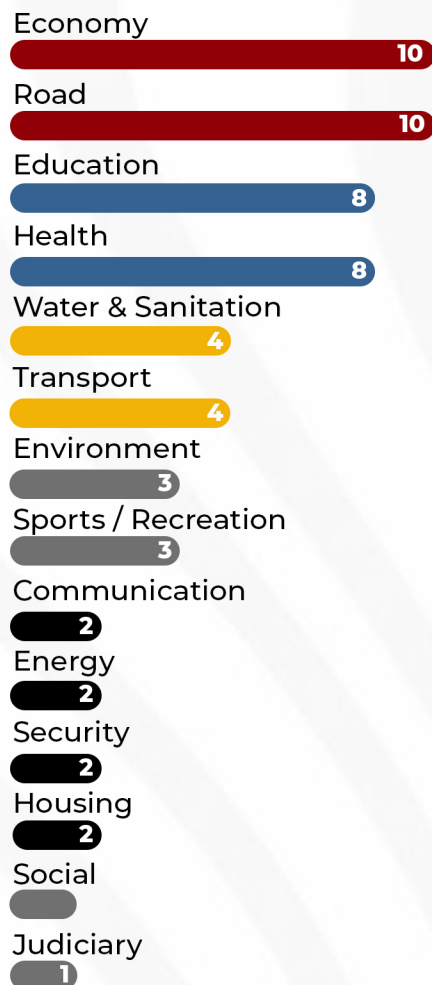 Economy
10
Road
10
Education
8
Health
8
Water & Sanitation
4
Transport
4
Environment
3
Sports / Recreation
3
Communication
2
Energy
2
Security
2
Housing
2
Social
Judiciary
1